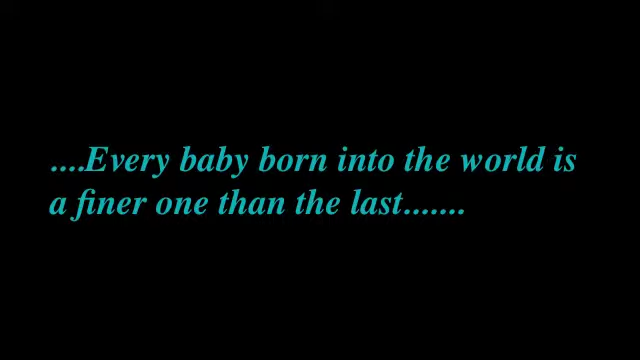 ....Every baby born into the world is
a finer one than the last.......